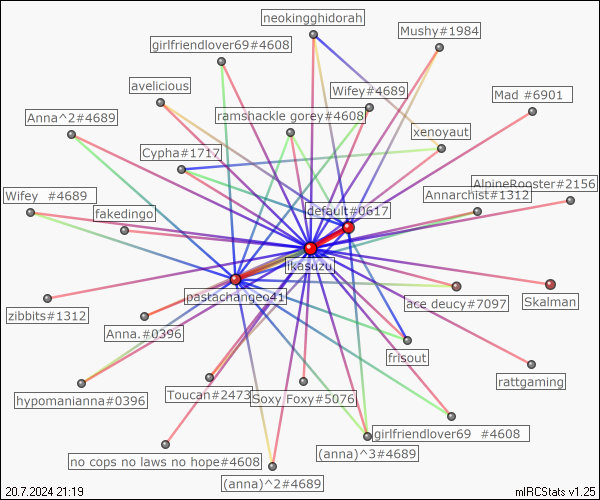 neokingghidorah
Mushy#1984
girlfriendlover69#4608
avelicious
Wifey#4689
Mad #6901
Anna^2#4689
ramshackle gorey#4608
xenoyaut
Cypha#1717
AlpineRooster#2156
Wifey #4689
Annarchist#1312
fakedingo
default#0617
ikasuzu
pastachangeo41
ace deucy#7097
Skalman
zibbits#1312
Anna.#0396
frisout
rattgaming
hypomanianna#0396
Toucan#2473
Soxy Foxy#5076
girlfriendlover69 #4608
(anna)^3#4689
no cops no laws no hope#4608
(anna)^2#4689
20.7.2024 21:19
mIRCStats v1.25